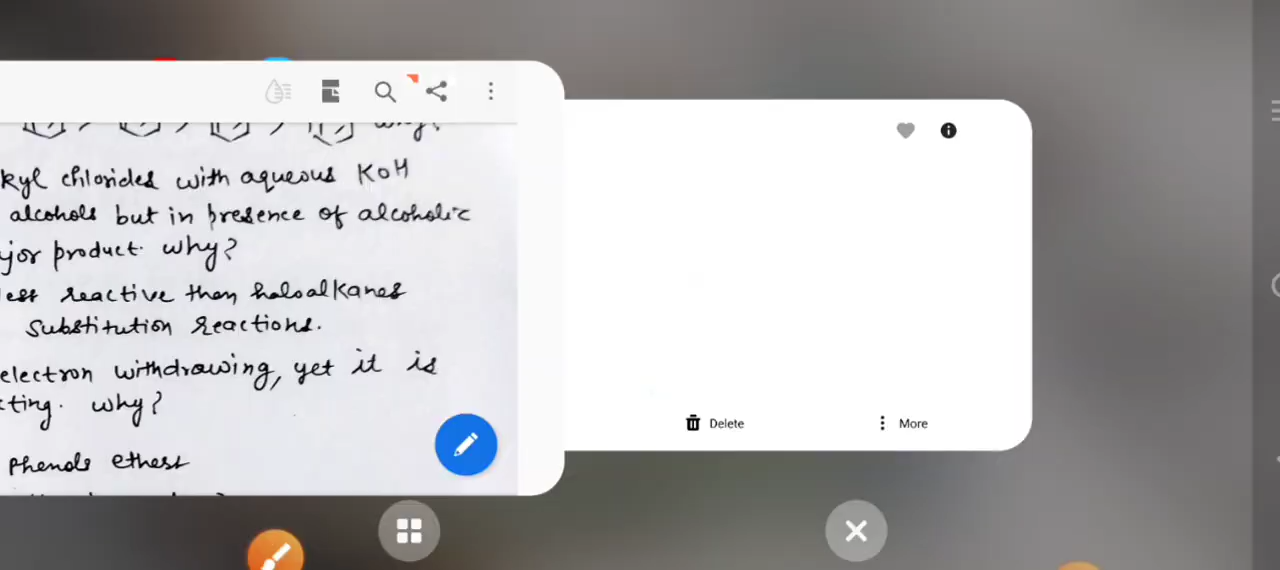 why?
kyl chlorides with aqueous KOH
alcohols but in presence of alcoholic
jor product. why?
less reactive than haloalkanes
substitution reactions.
electron withdrawing, yet it is
cting. why?
phenols ethers
Delete
More